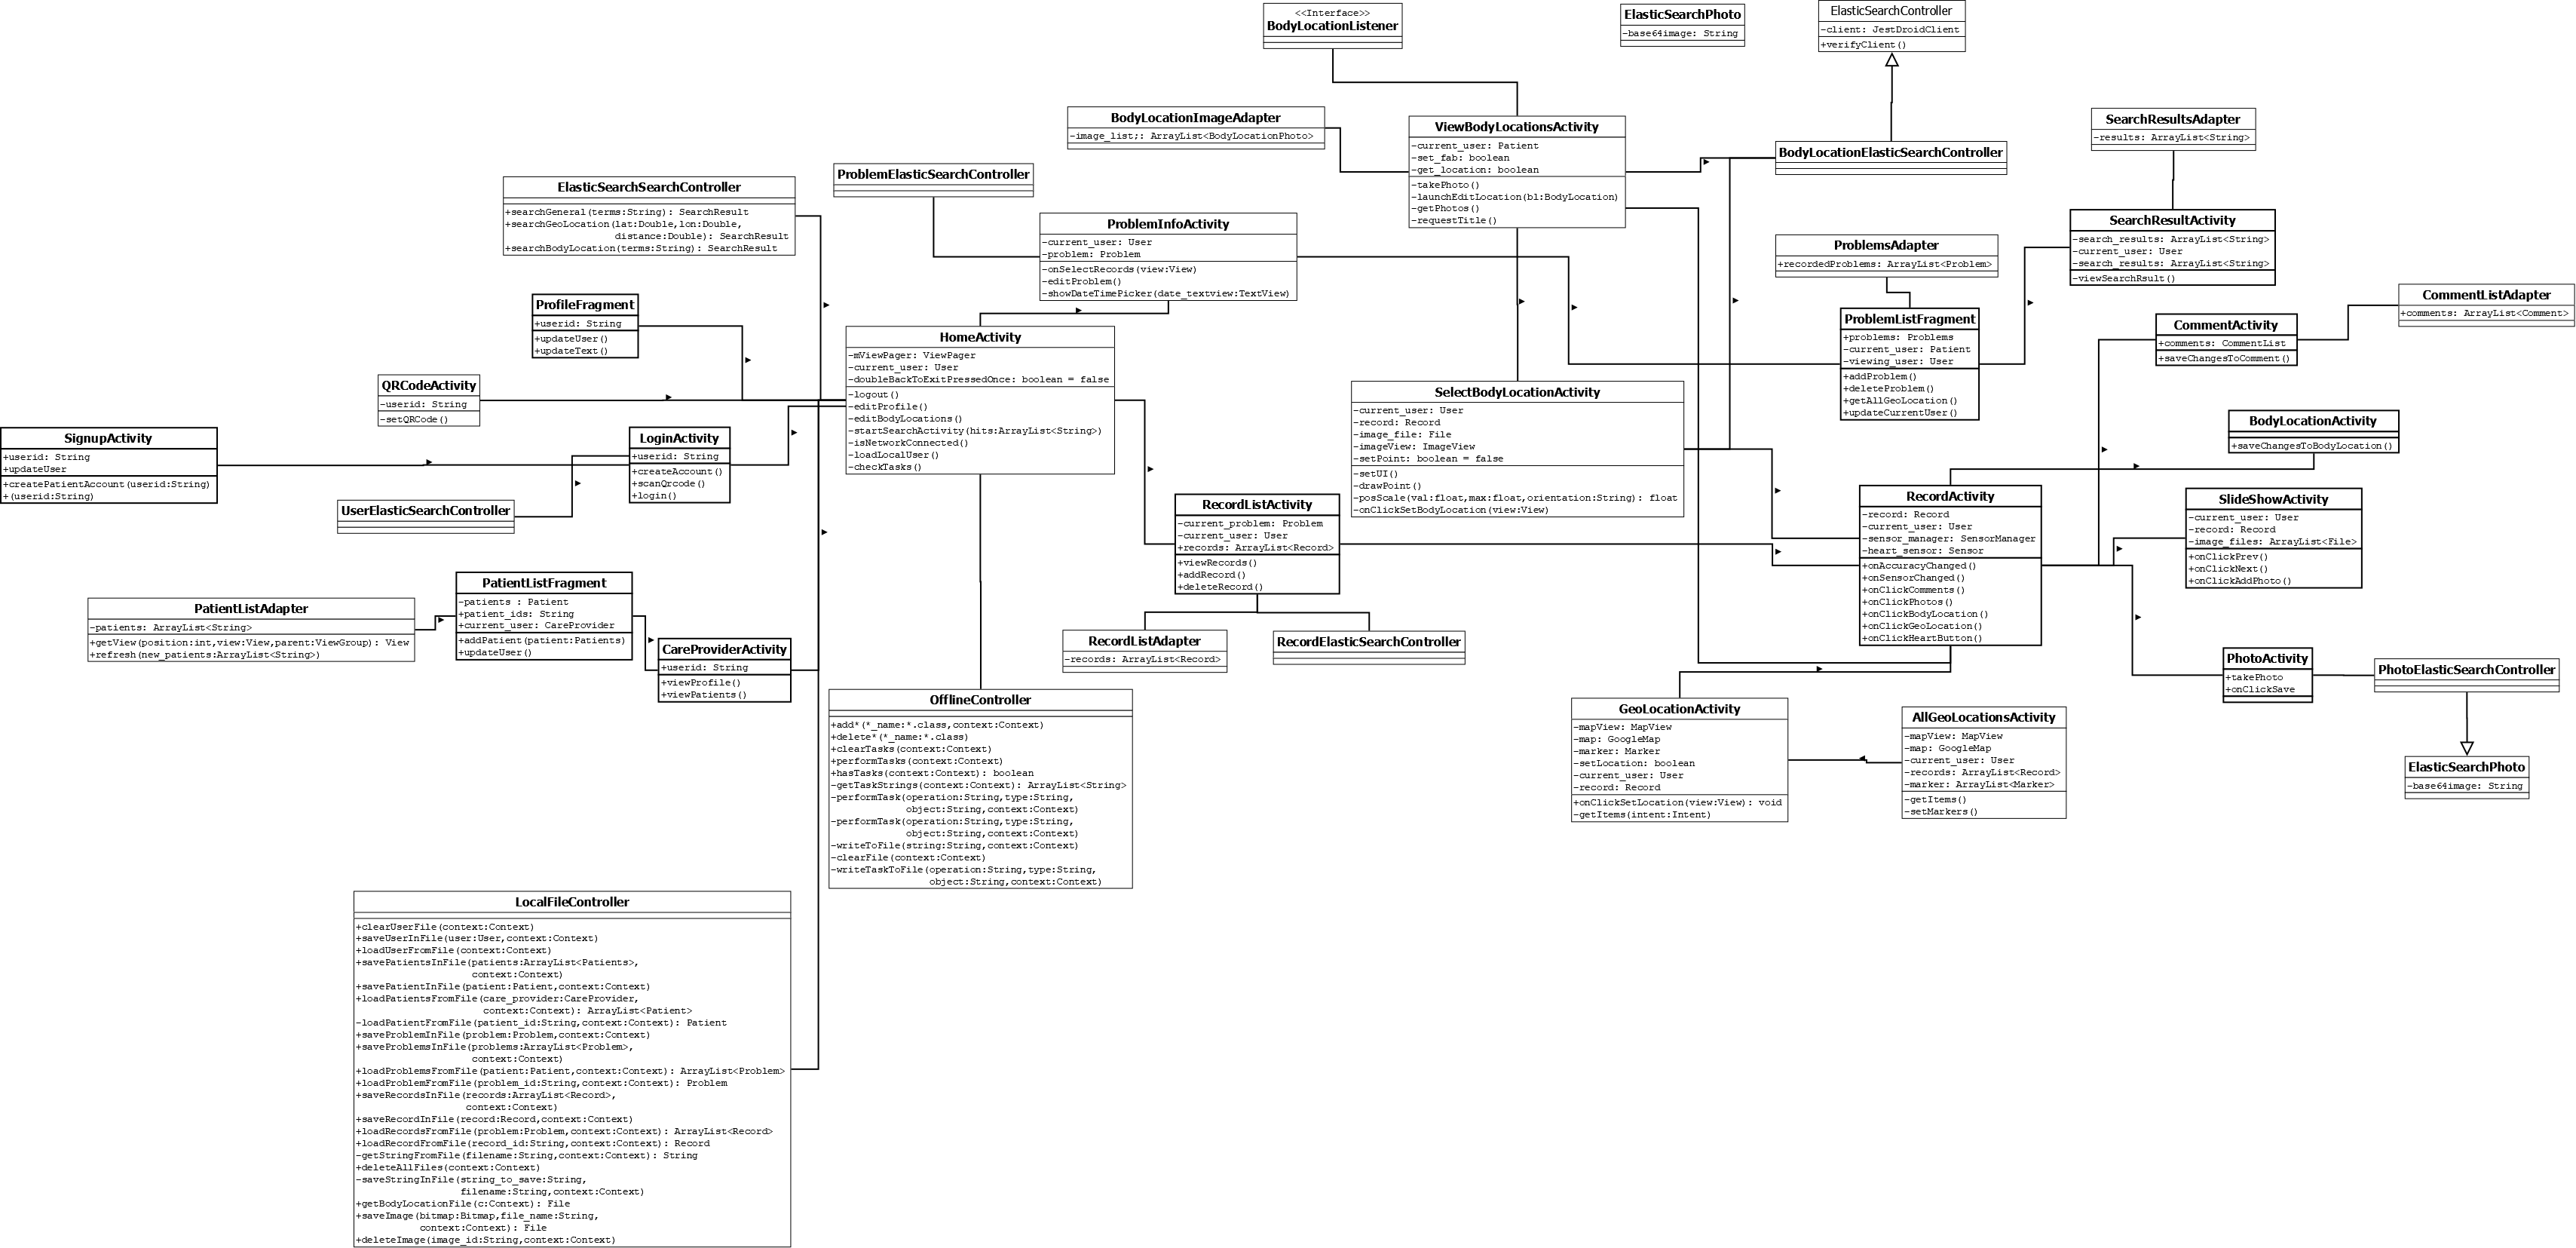 <<Interface>>
BodyLocationListener
ElasticSearchPhoto
-base64image: String
ElasticSearchController
-client: JestDroidClient
+verifyClient()
BodyLocationImageAdapter
-image_list;: ArrayList<BodyLocationPhoto>
ViewBodyLocationsActivity
-current_user: Patient
-set_fab: boolean
-get_location: boolean
-takePhoto()
-launchEditLocation(bl:BodyLocation)
-getPhotos()
-requestTitle()
BodyLocationElasticSearchController
SearchResultsAdapter
-results: ArrayList<String>
ElasticSearchSearchController
+searchGeneral(terms:String): SearchResult
+searchGeoLocation(lat:Double,lon:Double,
distance:Double): SearchResult
+searchBodyLocation(terms:String): SearchResult
ProblemElasticSearchController
ProblemInfoActivity
-current_user: User
-problem: Problem
-onSelectRecords(view:View)
-editProblem()
-showDateTimePicker(date_textview:TextView)
ProblemsAdapter
+recordedProblems: ArrayList<Problem>
SearchResultActivity
-search_results: ArrayList<String>
-current_user: User
-search_results: ArrayList<String>
-viewSearchRsult()
ProfileFragment
+userid: String
+updateUser()
+updateText()
HomeActivity
-mViewPager: ViewPager
-current_user: User
-doubleBackToExitPressedOnce: boolean = false
-logout()
-editProfile()
-editBodyLocations()
-startSearchActivity(hits:ArrayList<String>)
-isNetworkConnected()
-loadLocalUser()
-checkTasks()
ProblemListFragment
+problems: Problems
-current_user: Patient
-viewing_user: User
+addProblem()
+deleteProblem()
+getAllGeoLocation()
+updateCurrentUser()
CommentActivity
+comments: CommentList
+saveChangesToComment()
CommentListAdapter
+comments: ArrayList<Comment>
QRCodeActivity
-userid: String
-setQRCode()
SelectBodyLocationActivity
-current_user: User
-record: Record
-image_file: File
-imageView: ImageView
-setPoint: boolean = false
-setUI()
-drawPoint()
-posScale(val:float,max:float,orientation:String): float
-onClickSetBodyLocation(view:View)
BodyLocationActivity
+saveChangesToBodyLocation()
SignupActivity
+userid: String
+updateUser
+createPatientAccount(userid:String)
+(userid:String)
LoginActivity
+userid: String
+createAccount()
+scanQrcode()
+login()
UserElasticSearchController
RecordListActivity
-current_problem: Problem
-current_user: User
+records: ArrayList<Record>
+viewRecords()
+addRecord()
+deleteRecord()
RecordActivity
-record: Record
-current_user: User
-sensor_manager: SensorManager
-heart_sensor: Sensor
+onAccuracyChanged()
+onSensorChanged()
+onClickComments()
+onClickPhotos()
+onClickBodyLocation()
+onClickGeoLocation()
+onClickHeartButton()
SlideShowActivity
-current_user: User
-record: Record
-image_files: ArrayList<File>
+onClickPrev()
+onClickNext()
+onClickAddPhoto()
PatientListAdapter
-patients: ArrayList<String>
+getView(position:int,view:View,parent:ViewGroup): View
+refresh(new_patients:ArrayList<String>)
PatientListFragment
-patients : Patient
+patient_ids: String
+current_user: CareProvider
+addPatient(patient:Patients)
+updateUser()
CareProviderActivity
+userid: String
+viewProfile()
+viewPatients()
RecordListAdapter
-records: ArrayList<Record>
RecordElasticSearchController
PhotoActivity
+takePhoto
+onClickSave
PhotoElasticSearchController
OfflineController
+add*(*_name:*.class,context:Context)
+delete*(*_name:*.class)
+clearTasks(context:Context)
+performTasks(context:Context)
+hasTasks(context:Context): boolean
-getTaskStrings(context:Context): ArrayList<String>
-performTask(operation:String,type:String,
object:String,context:Context)
-performTask(operation:String,type:String,
object:String,context:Context)
-writeToFile(string:String,context:Context)
-clearFile(context:Context)
-writeTaskToFile(operation:String,type:String,
object:String,context:Context)
GeoLocationActivity
-mapView: MapView
-map: GoogleMap
-marker: Marker
-setLocation: boolean
-current_user: User
-record: Record
+onClickSetLocation(view:View): void
-getItems(intent:Intent)
AllGeoLocationsActivity
-mapView: MapView
-map: GoogleMap
-current_user: User
-records: ArrayList<Record>
-marker: ArrayList<Marker>
-getItems()
-setMarkers()
ElasticSearchPhoto
-base64image: String
LocalFileController
+clearUserFile(context:Context)
+saveUserInFile(user:User,context:Context)
+loadUserFromFile(context:Context)
+savePatientsInFile(patients:ArrayList<Patients>,
context:Context)
+savePatientInFile(patient:Patient,context:Context)
+loadPatientsFromFile(care_provider:CareProvider,
context:Context): ArrayList<Patient>
-loadPatientFromFile(patient_id:String,context:Context): Patient
+saveProblemInFile(problem:Problem,context:Context)
+saveProblemsInFile(problems:ArrayList<Problem>,
context:Context)
+loadProblemsFromFile(patient:Patient,context:Context): ArrayList<Problem>
+loadProblemFromFile(problem_id:String,context:Context): Problem
+saveRecordsInFile(records:ArrayList<Record>,
context:Context)
+saveRecordInFile(record:Record,context:Context)
+loadRecordsFromFile(problem:Problem,context:Context): ArrayList<Record>
+loadRecordFromFile(record_id:String,context:Context): Record
-getStringFromFile(filename:String,context:Context): String
+deleteAllFiles(context:Context)
-saveStringInFile(string_to_save:String,
filename:String,context:Context)
+getBodyLocationFile(c:Context): File
+saveImage(bitmap:Bitmap,file_name:String,
context:Context): File
+deleteImage(image_id:String,context:Context)